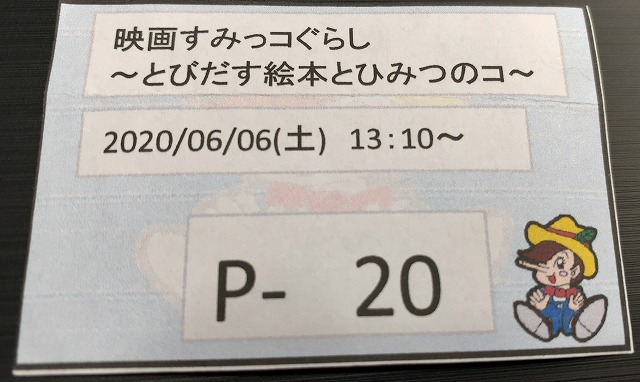 映画すみっコぐらし
～とびだす絵本とひみつのコ～
2020/06/06(土) 13:10～
P- 20